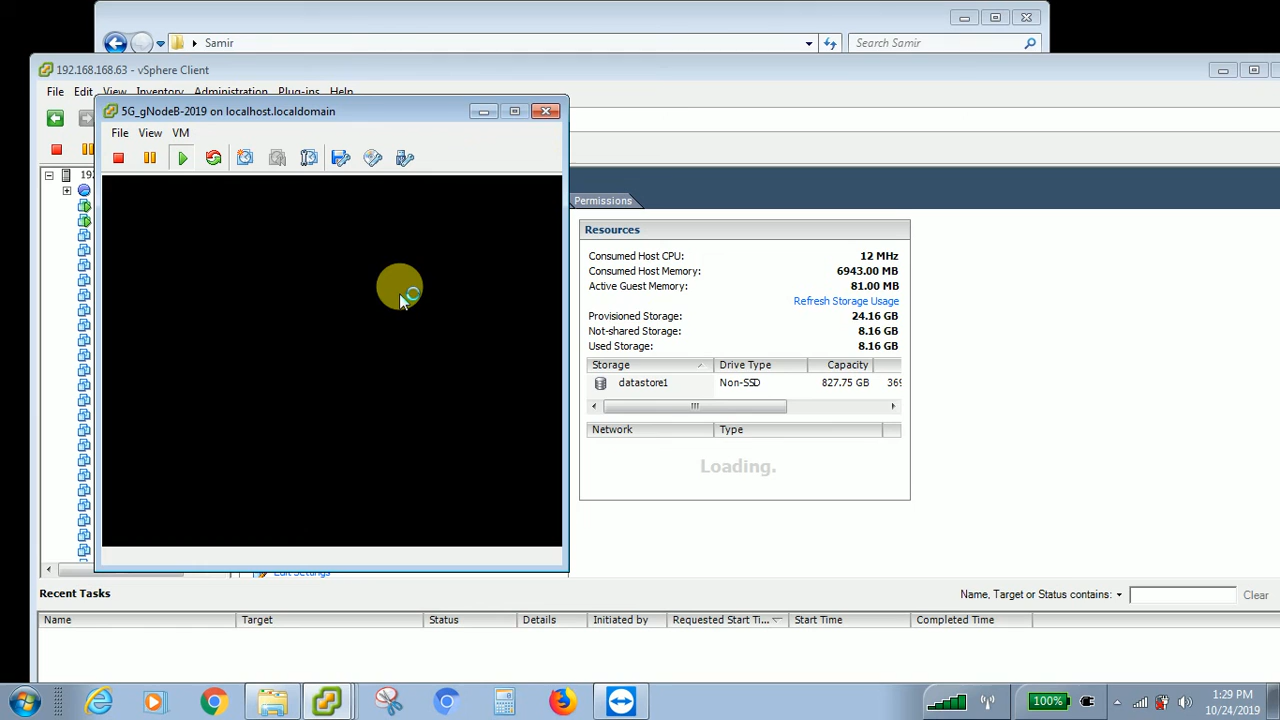 Samir
Search Samir
192.168.168.63 - vSphere Client
File Edit View Inventory Administration Plug-ins Help
5G_gNodeB-2019 on localhost.localdomain
File View VM
192
Permissions
Resources
Consumed Host CPU: 12 MHz
Consumed Host Memory: 6943.00 MB
Active Guest Memory: 81.00 MB
Refresh Storage Usage
Provisioned Storage: 24.16 GB
Not-shared Storage: 8.16 GB
Used Storage: 8.16 GB
Storage Drive Type Capacity
datastore1 Non-SSD 827.75 GB 369
Network Type
Loading.
Edit Settings
Recent Tasks
Name, Target or Status contains: Clear
Name Target Status Details Initiated by Requested Start Ti... Start Time Completed Time
100%
1:29 PM
10/24/2019